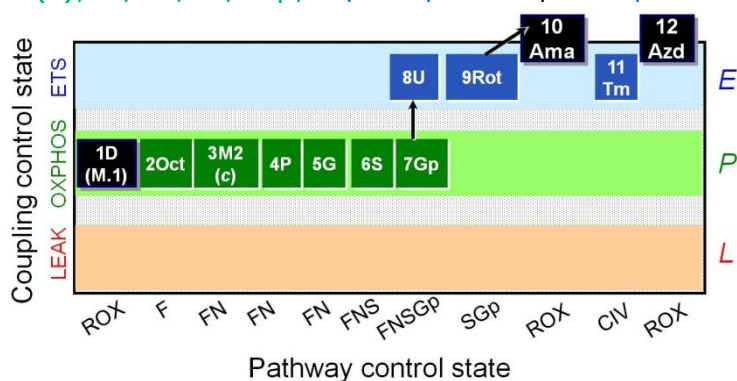 10
Ama
12
Azd
8U
9Rot
11
Tm
E
ETS
1D
(M.1)
2Oct
3M2
(c)
4P
5G
6S
7Gp
P
OXPHOS
LEAK
L
Coupling control state
ROX
F
FN
FN
FN
FNS
FNSGp
SGp
ROX
CIV
ROX
Pathway control state